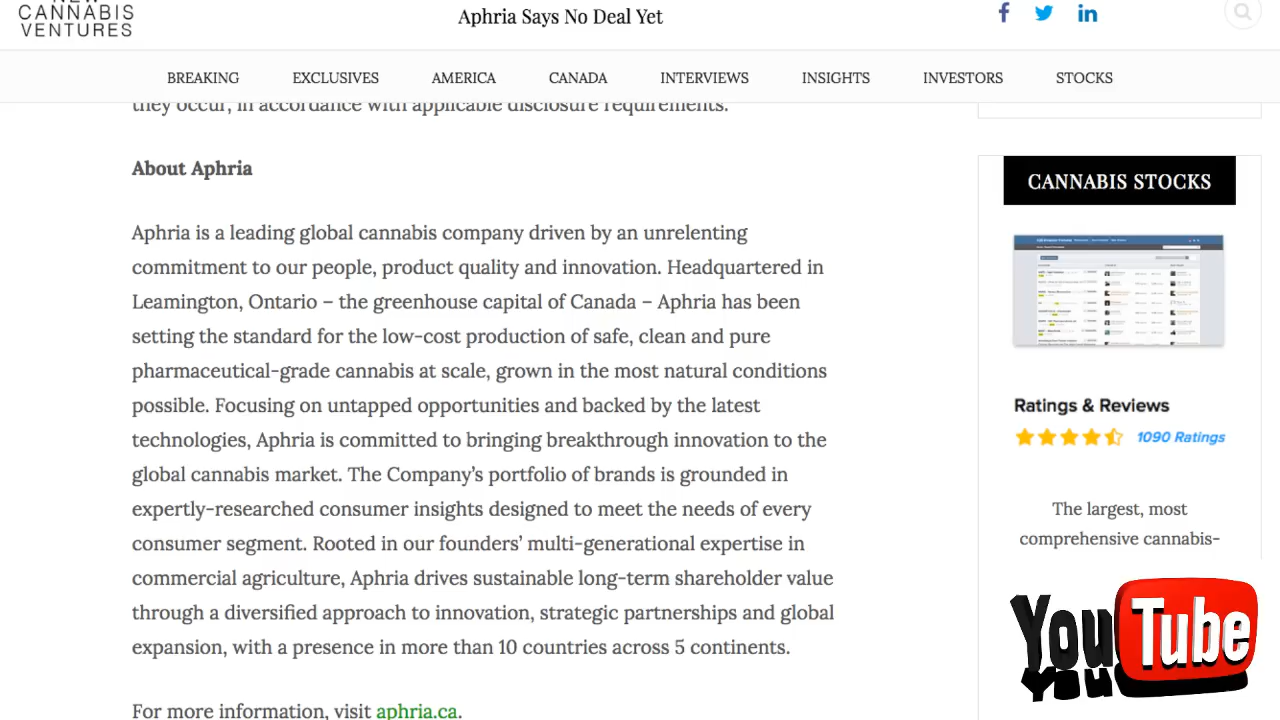 NEW
CANNABIS
VENTURES
Aphria Says No Deal Yet
BREAKING EXCLUSIVES AMERICA CANADA INTERVIEWS INSIGHTS INVESTORS STOCKS
they occur, in accordance with applicable disclosure requirements.
About Aphria
Aphria is a leading global cannabis company driven by an unrelenting
commitment to our people, product quality and innovation. Headquartered in
Leamington, Ontario – the greenhouse capital of Canada – Aphria has been
setting the standard for the low-cost production of safe, clean and pure
pharmaceutical-grade cannabis at scale, grown in the most natural conditions
possible. Focusing on untapped opportunities and backed by the latest
technologies, Aphria is committed to bringing breakthrough innovation to the
global cannabis market. The Company’s portfolio of brands is grounded in
expertly-researched consumer insights designed to meet the needs of every
consumer segment. Rooted in our founders’ multi-generational expertise in
commercial agriculture, Aphria drives sustainable long-term shareholder value
through a diversified approach to innovation, strategic partnerships and global
expansion, with a presence in more than 10 countries across 5 continents.
For more information, visit aphria.ca.
CANNABIS STOCKS
Ratings & Reviews
1090 Ratings
The largest, most
comprehensive cannabis-
YouTube